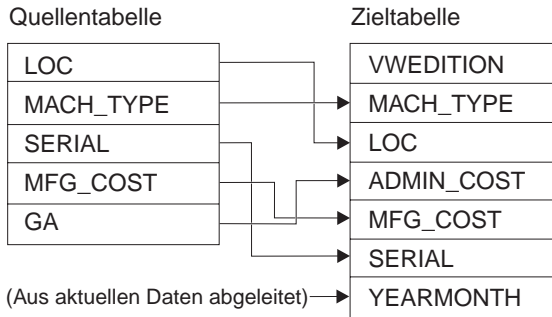 Quellentabelle
LOC
MACH_TYPE
SERIAL
MFG_COST
GA
(Aus aktuellen Daten abgeleitet)
Zieltabelle
VWEDITION
MACH_TYPE
LOC
ADMIN_COST
MFG_COST
SERIAL
YEARMONTH